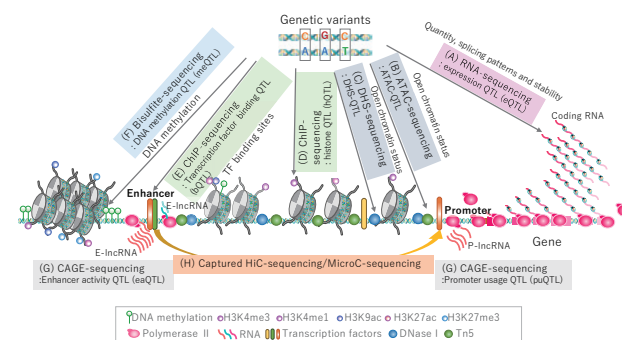 Genetic variants
C G C
A A T
Quantity, splicing patterns and stability
(A) RNA-sequencing
: expression QTL (eQTL)
Coding RNA
(B) ATAC-sequencing
: ATAC-QTL
Open chromatin status
(C) DHS-sequencing
: DHS-QTL
Open chromatin status
(D) ChIP-
sequencing
: histone QTL (hQTL)
(E) ChIP-sequencing
: Transcription factor binding QTL
(bQTL)
TF binding sites
(F) Bisulfite-sequencing
: DNA methylation QTL (meQTL)
DNA methylation
Enhancer
E-lncRNA
E-lncRNA
Promoter
P-lncRNA
Gene
(G) CAGE-sequencing
:Enhancer activity QTL (eaQTL)
(H) Captured HiC-sequencing/MicroC-sequencing
(G) CAGE-sequencing
:Promoter usage QTL (puQTL)
DNA methylation H3K4me3 H3K4me1 H3K9ac H3K27ac H3K27me3
Polymerase II RNA Transcription factors DNase I Tn5